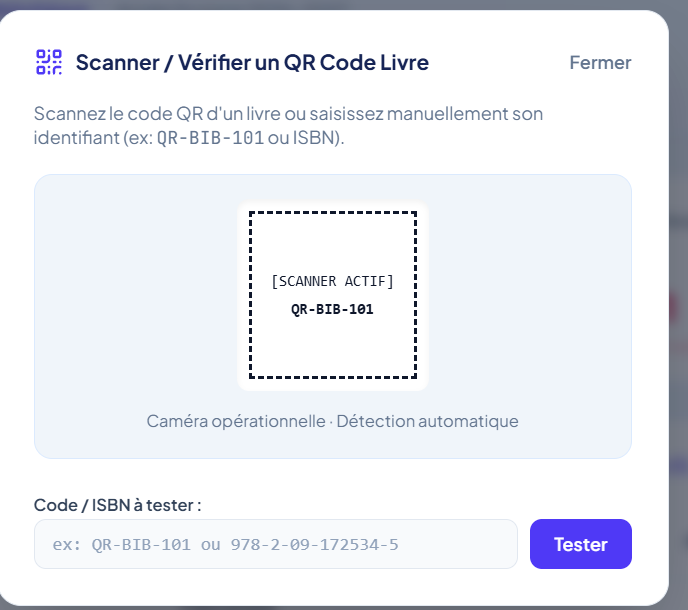 Scanner / Vérifier un QR Code Livre
Fermer
Scannez le code QR d'un livre ou saisissez manuellement son
identifiant (ex: QR-BIB-101 ou ISBN).
[SCANNER ACTIF]
QR-BIB-101
Caméra opérationnelle · Détection automatique
Code / ISBN à tester :
ex: QR-BIB-101 ou 978-2-09-172534-5
Tester